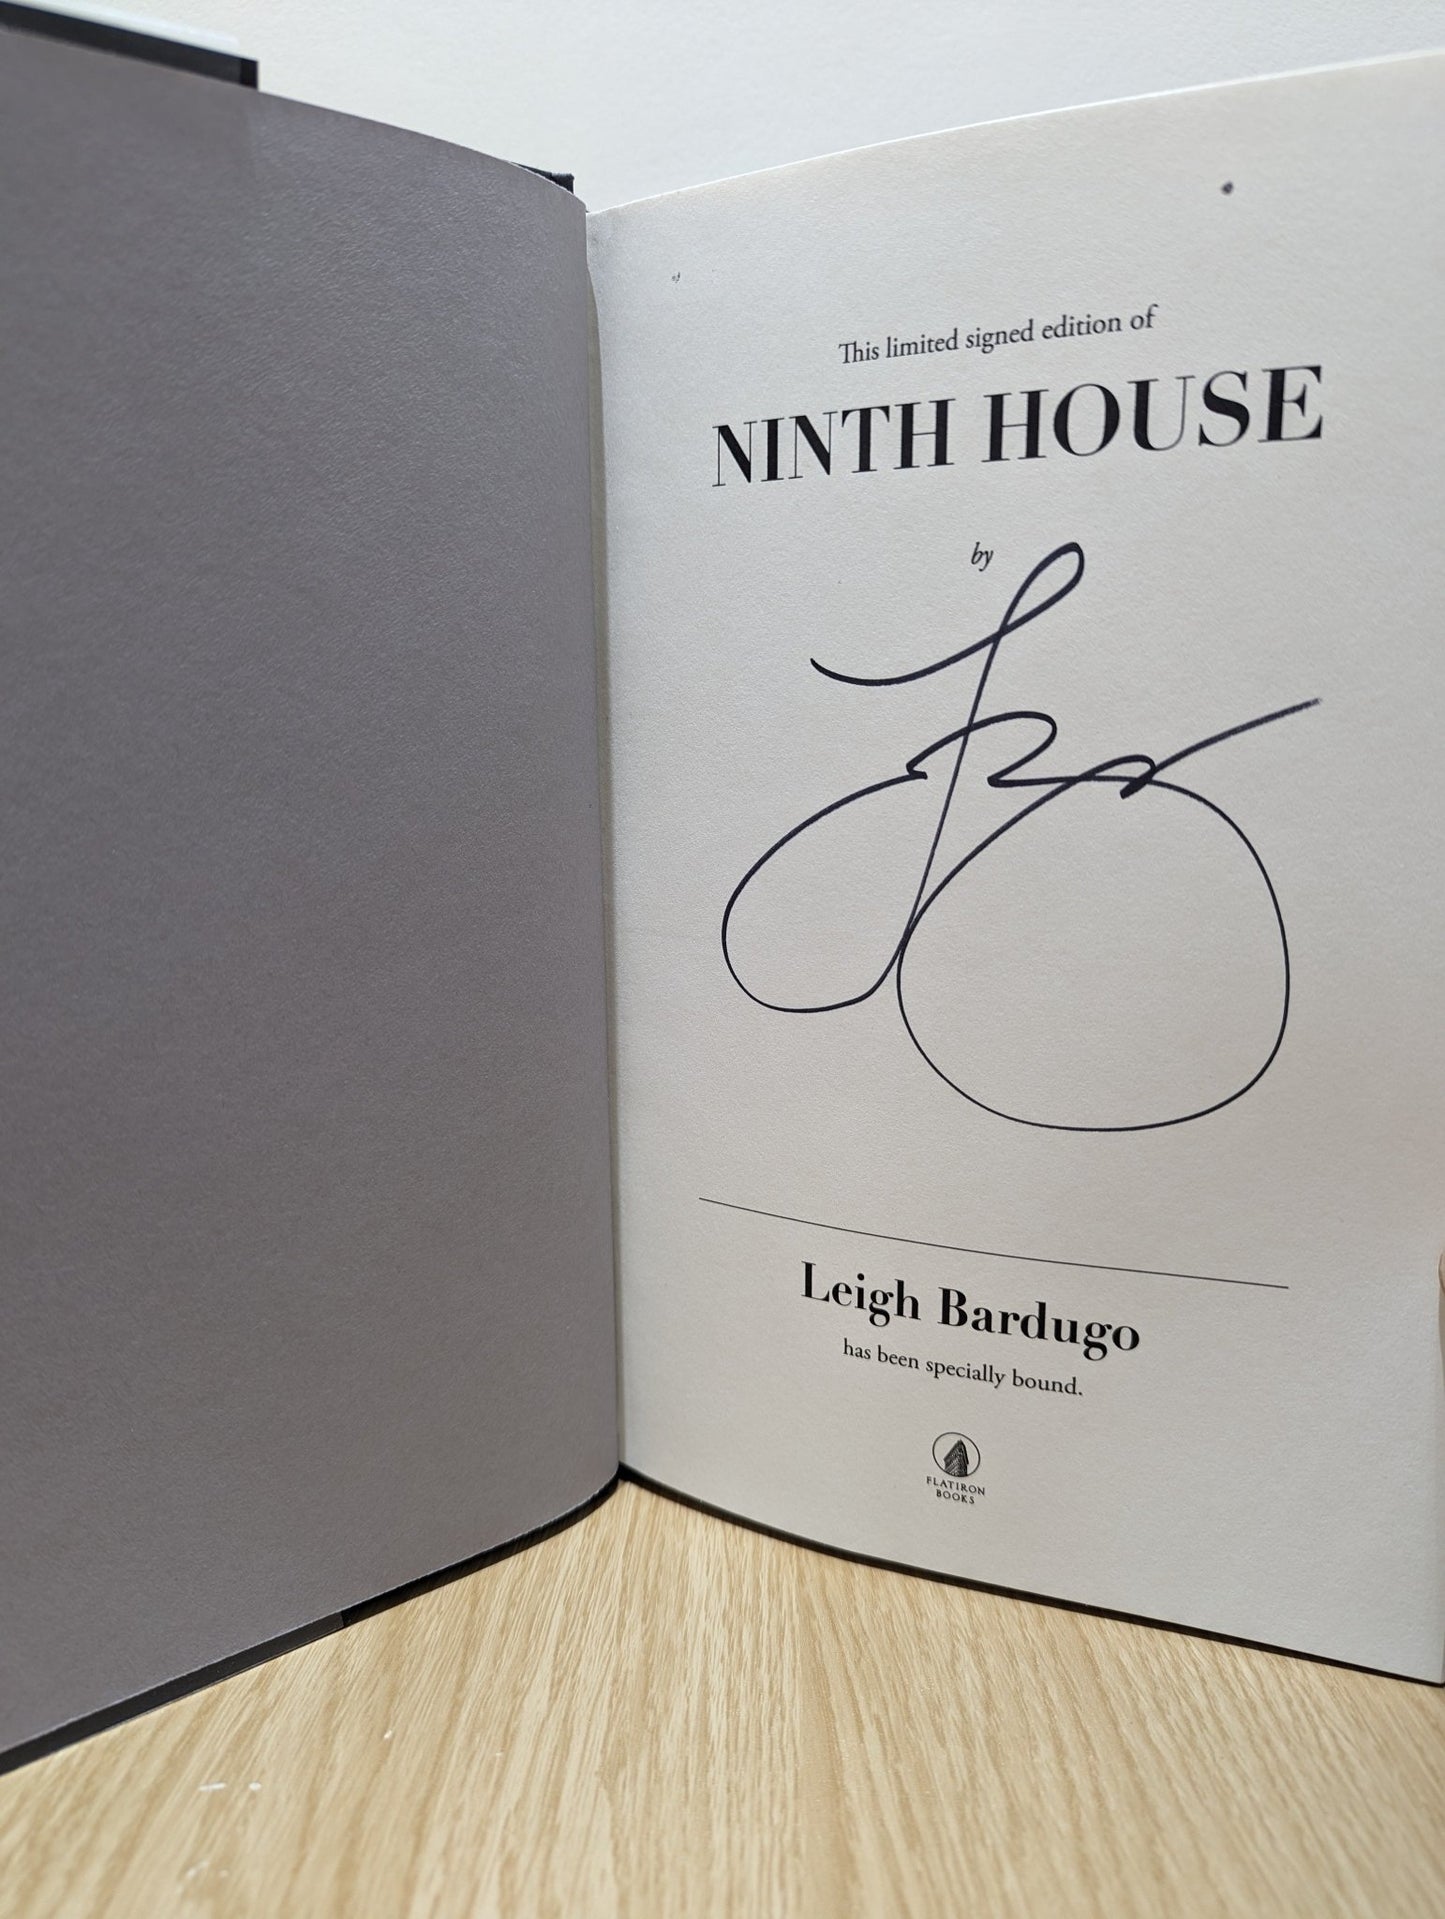 This limited signed edition of
NINTH HOUSE
by
Leigh Bardugo
has been specially bound.
FLATIRON
BOOKS